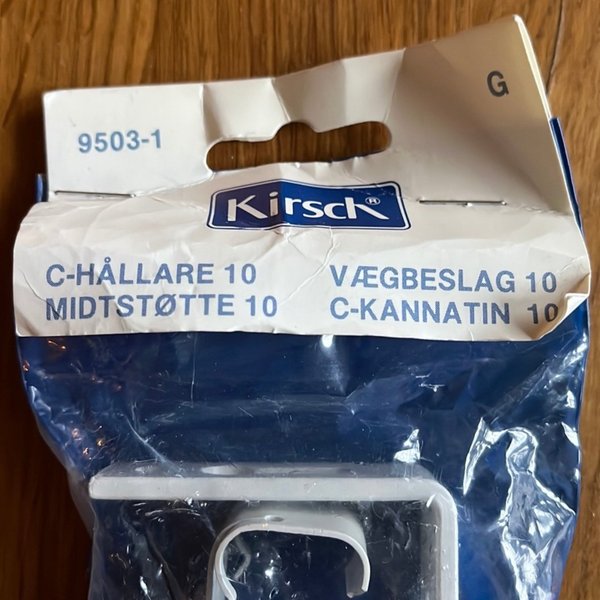 G
9503-1
Kirsch®
C-HÅLLARE 10 VÆGBESLAG 10
MIDTSTØTTE 10 C-KANNATIN 10